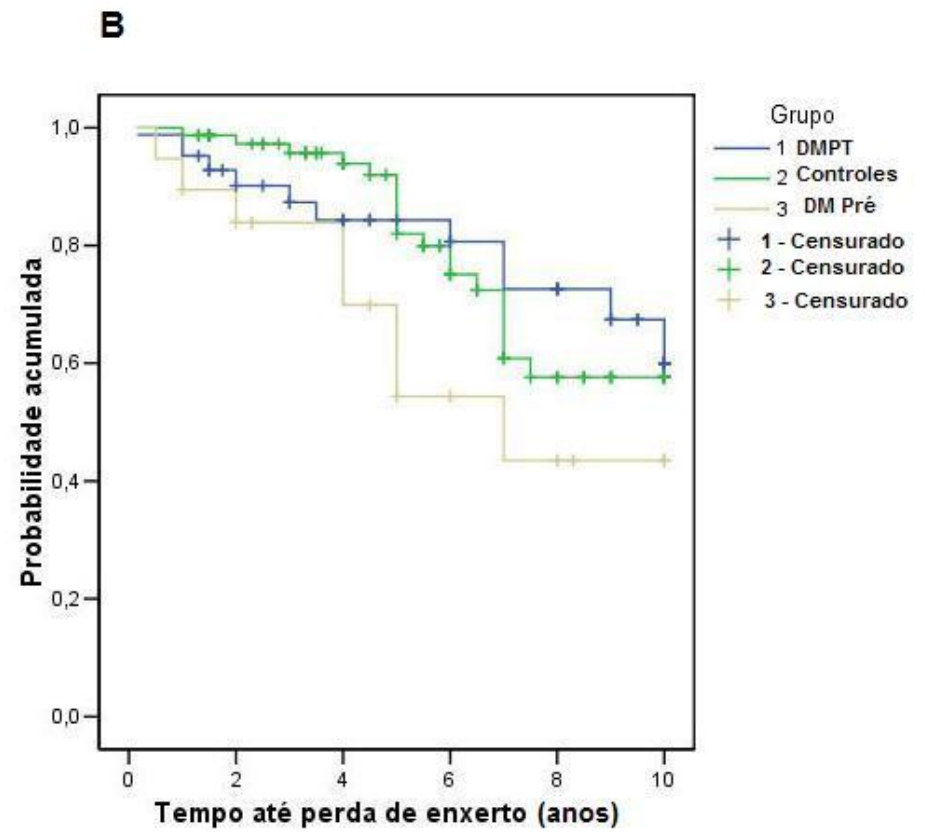 B
Grupo
1 DMPT
2 Controles
3 DM Pré
1 - Censurado
2 - Censurado
3 - Censurado
Probabilidade acumulada
1,0
0,8
0,6
0,4
0,2
0,0
0 2 4 6 8 10
Tempo até perda de enxerto (anos)